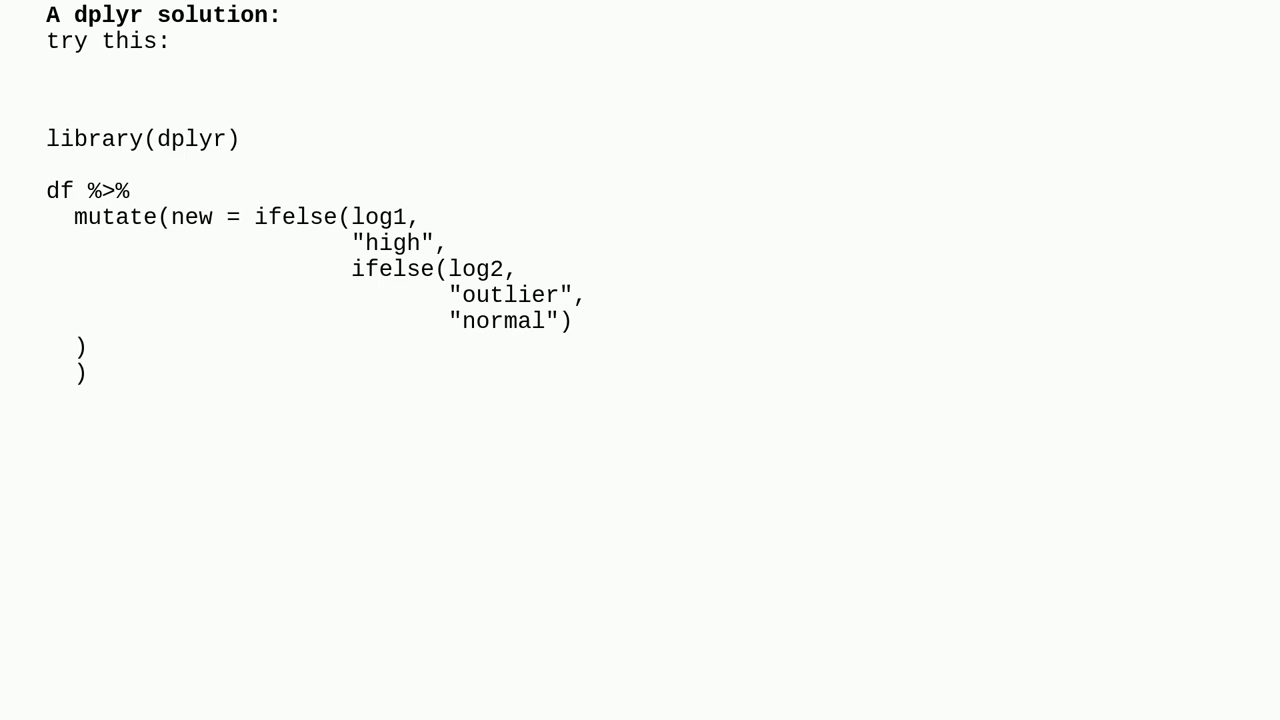 A dplyr solution:
try this:
library(dplyr)
df %>%
  mutate(new = ifelse(log1,
                      "high",
                      ifelse(log2,
                             "outlier",
                             "normal")
  )
  )